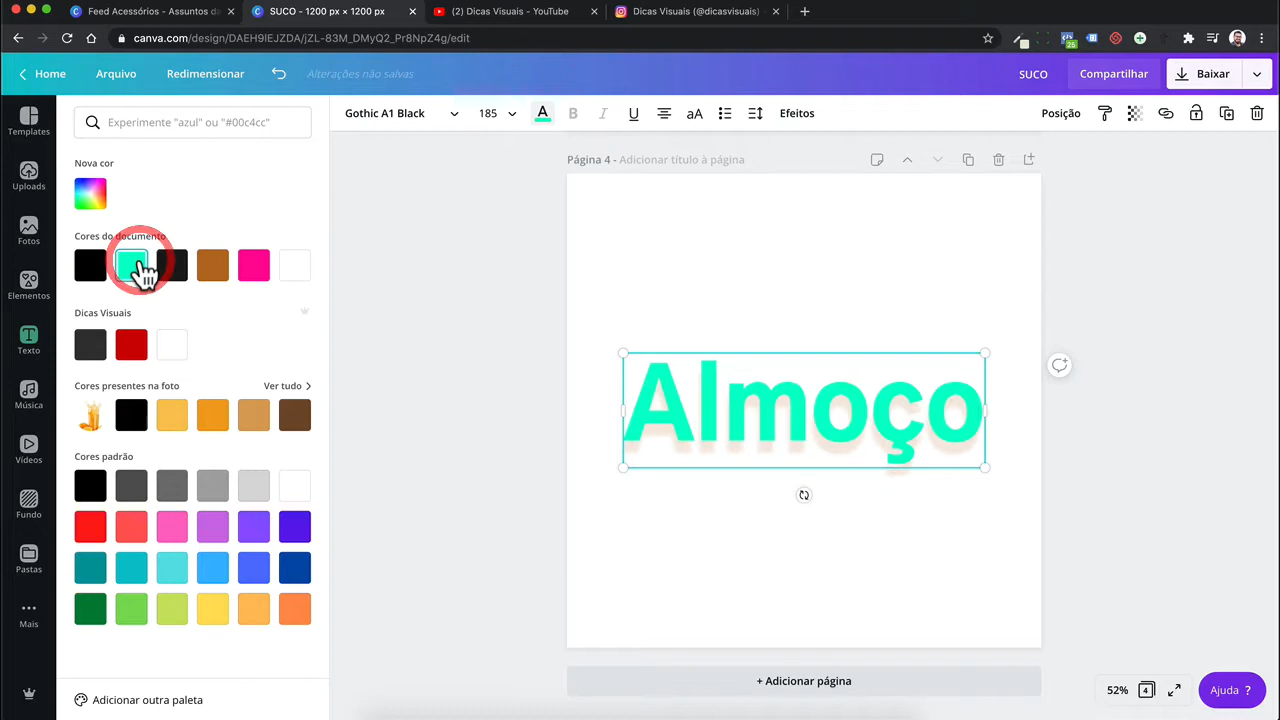 Feed Acessórios - Assuntos da
SUCO - 1200 px × 1200 px
(2) Dicas Visuais - YouTube
Dicas Visuais (@dicasvisuais)
canva.com/design/DAEH9lEJZDA/jZL-83M_DMyQ2_Pr8NpZ4g/edit
Home
Arquivo
Redimensionar
Alterações não salvas
SUCO
Compartilhar
Baixar
Templates
Uploads
Fotos
Elementos
Texto
Música
Vídeos
Fundo
Pastas
Mais
Experimente "azul" ou "#00c4cc"
Nova cor
Cores do documento
Dicas Visuais
Cores presentes na foto
Ver tudo
Cores padrão
Adicionar outra paleta
Gothic A1 Black
185
A
B
I
U
aA
Efeitos
Posição
Página 4 - Adicionar título à página
Almoço
+ Adicionar página
52%
4
Ajuda ?